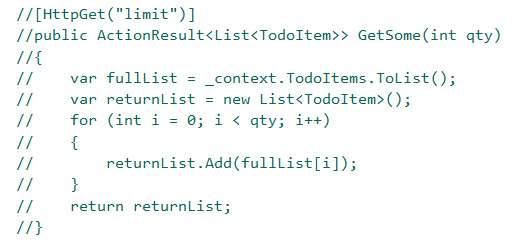 //[HttpGet("limit")]
//public ActionResult<List<TodoItem>> GetSome(int qty)
//{
//    var fullList = _context.TodoItems.ToList();
//    var returnList = new List<TodoItem>();
//    for (int i = 0; i < qty; i++)
//    {
//        returnList.Add(fullList[i]);
//    }
//    return returnList;
//}